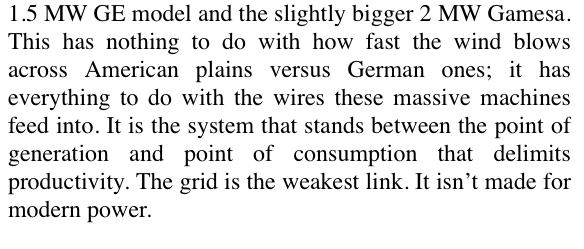 1.5 MW GE model and the slightly bigger 2 MW Gamesa.
This has nothing to do with how fast the wind blows
across American plains versus German ones; it has
everything to do with the wires these massive machines
feed into. It is the system that stands between the point of
generation and point of consumption that delimits
productivity. The grid is the weakest link. It isn’t made for
modern power.